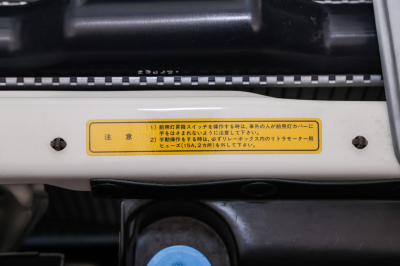 注 意
1) 前照灯昇降スイッチを操作する時は、車外の人が前照灯カバーに
手をはさまれないように注意して下さい。
2) 手動操作をする時は、必ずリレーボックス内のリトラモーター用
ヒューズ(15A,2カ所)を外して下さい。